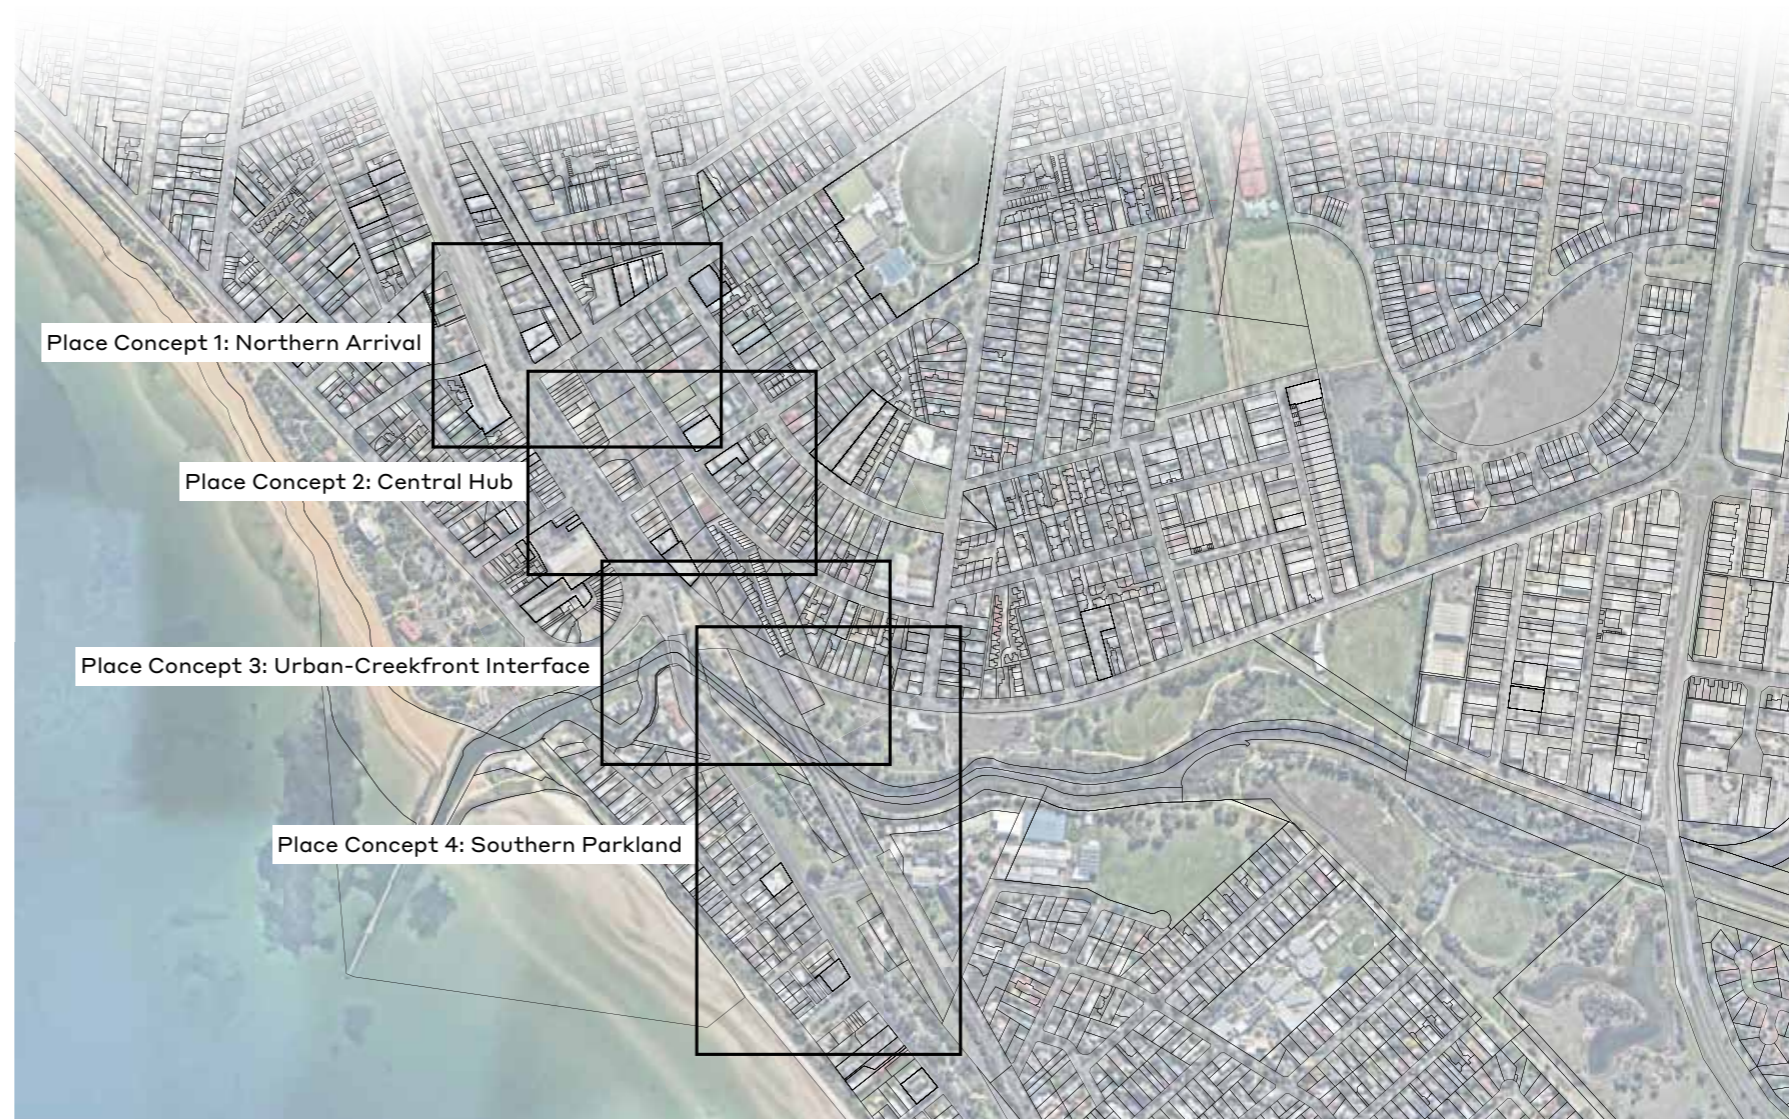 Place Concept 1: Northern Arrival
Place Concept 2: Central Hub
Place Concept 3: Urban-Creekfront Interface
Place Concept 4: Southern Parkland